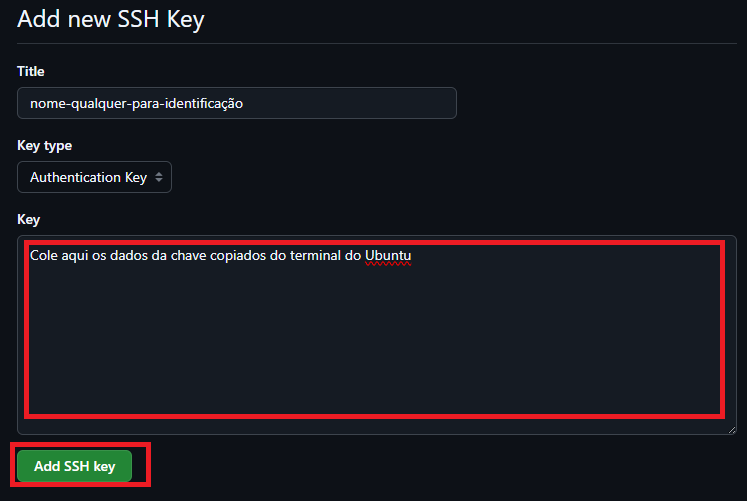 Add new SSH Key
Title
nome-qualquer-para-identificação
Key type
Authentication Key
Key
Cole aqui os dados da chave copiados do terminal do Ubuntu
Add SSH key